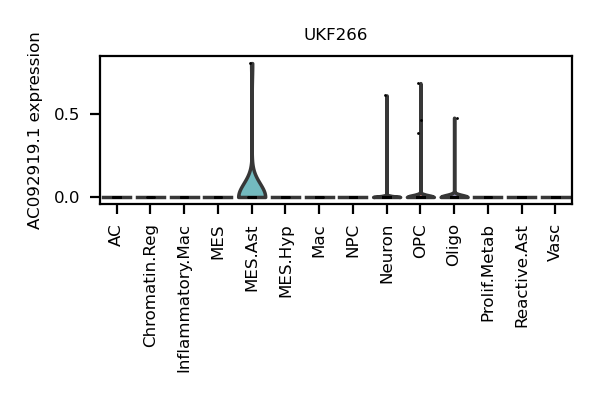 UKF266
AC092919.1 expression
0.5
0.0
AC
Chromatin.Reg
Inflammatory.Mac
MES
MES.Ast
MES.Hyp
Mac
NPC
Neuron
OPC
Oligo
Prolif.Metab
Reactive.Ast
Vasc